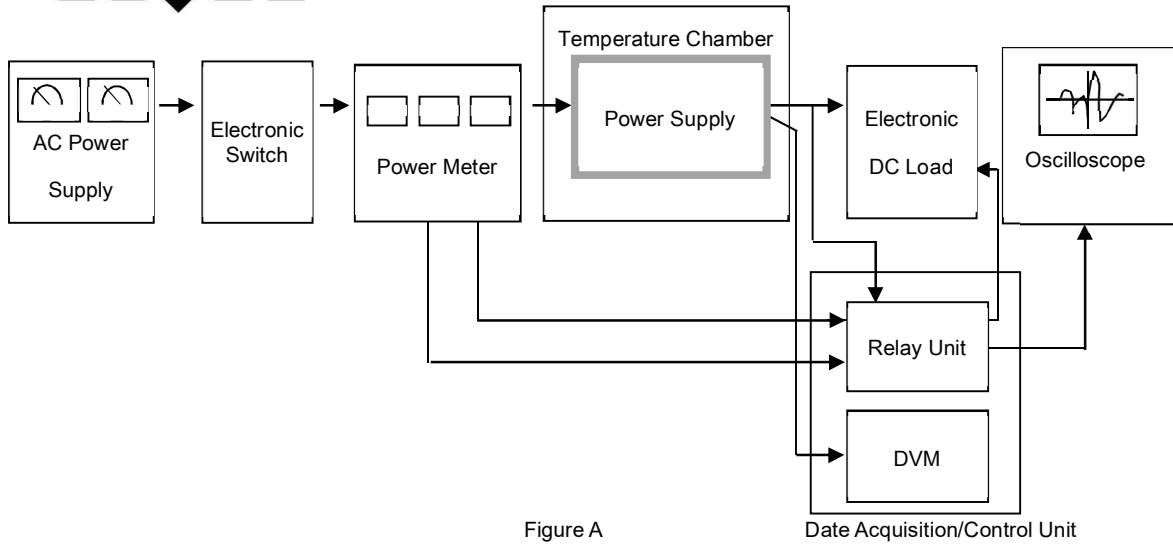 Temperature Chamber
AC Power
Supply
Electronic
Switch
Power Meter
Power Supply
Electronic
DC Load
Oscilloscope
Relay Unit
DVM
Figure A
Date Acquisition/Control Unit